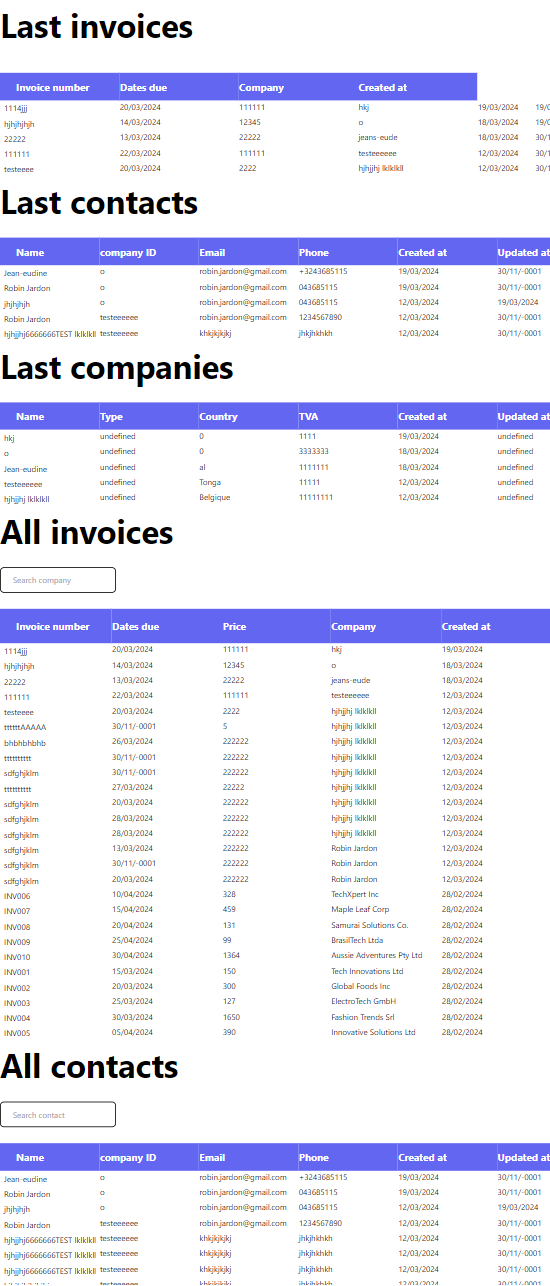 Last invoices
Invoice number Dates due Company Created at
1114jjj 20/03/2024 111111 hkj 19/03/2024
hjhjhjhjh 14/03/2024 12345 o 18/03/2024
22222 13/03/2024 22222 jeans-eude 18/03/2024
111111 22/03/2024 111111 testeeeeee 12/03/2024
testeeee 20/03/2024 2222 hjhjjhj lklklkll 12/03/2024
Last contacts
Name company ID Email Phone Created at Updated at
Jean-eudine o robin.jardon@gmail.com +3243685115 19/03/2024 30/11/-0001
Robin Jardon o robin.jardon@gmail.com 043685115 19/03/2024 30/11/-0001
jhjhjhjh o robin.jardon@gmail.com 043685115 12/03/2024 19/03/2024
Robin Jardon testeeeeee robin.jardon@gmail.com 1234567890 12/03/2024 30/11/-0001
hjhjjhj6666666TEST lklklkll testeeeeee khkjkjkjkj jhkjhkhkh 12/03/2024 30/11/-0001
Last companies
Name Type Country TVA Created at Updated at
hkj undefined 0 1111 19/03/2024 undefined
o undefined 0 3333333 18/03/2024 undefined
Jean-eudine undefined al 1111111 18/03/2024 undefined
testeeeeee undefined Tonga 11111 12/03/2024 undefined
hjhjjhj lklklkll undefined Belgique 11111111 12/03/2024 undefined
All invoices
Search company
Invoice number Dates due Price Company Created at
1114jjj 20/03/2024 111111 hkj 19/03/2024
hjhjhjhjh 14/03/2024 12345 o 18/03/2024
22222 13/03/2024 22222 jeans-eude 18/03/2024
111111 22/03/2024 111111 testeeeeee 12/03/2024
testeeee 20/03/2024 2222 hjhjjhj lklklkll 12/03/2024
ttttttAAAAA 30/11/-0001 5 hjhjjhj lklklkll 12/03/2024
bhbhbhbhb 26/03/2024 222222 hjhjjhj lklklkll 12/03/2024
tttttttttt 30/11/-0001 222222 hjhjjhj lklklkll 12/03/2024
sdfghjklm 30/11/-0001 222222 hjhjjhj lklklkll 12/03/2024
tttttttttt 27/03/2024 22222 hjhjjhj lklklkll 12/03/2024
sdfghjklm 20/03/2024 222222 hjhjjhj lklklkll 12/03/2024
sdfghjklm 28/03/2024 222222 hjhjjhj lklklkll 12/03/2024
sdfghjklm 28/03/2024 222222 hjhjjhj lklklkll 12/03/2024
sdfghjklm 13/03/2024 222222 Robin Jardon 12/03/2024
sdfghjklm 30/11/-0001 222222 Robin Jardon 12/03/2024
sdfghjklm 20/03/2024 222222 Robin Jardon 12/03/2024
INV006 10/04/2024 328 TechXpert Inc 28/02/2024
INV007 15/04/2024 459 Maple Leaf Corp 28/02/2024
INV008 20/04/2024 131 Samurai Solutions Co. 28/02/2024
INV009 25/04/2024 99 BrasilTech Ltda 28/02/2024
INV010 30/04/2024 1364 Aussie Adventures Pty Ltd 28/02/2024
INV001 15/03/2024 150 Tech Innovations Ltd 28/02/2024
INV002 20/03/2024 300 Global Foods Inc 28/02/2024
INV003 25/03/2024 127 ElectroTech GmbH 28/02/2024
INV004 30/03/2024 1650 Fashion Trends Srl 28/02/2024
INV005 05/04/2024 390 Innovative Solutions Ltd 28/02/2024
All contacts
Search contact
Name company ID Email Phone Created at Updated at
Jean-eudine o robin.jardon@gmail.com +3243685115 19/03/2024 30/11/-0001
Robin Jardon o robin.jardon@gmail.com 043685115 19/03/2024 30/11/-0001
jhjhjhjh o robin.jardon@gmail.com 043685115 12/03/2024 19/03/2024
Robin Jardon testeeeeee robin.jardon@gmail.com 1234567890 12/03/2024 30/11/-0001
hjhjjhj6666666TEST lklklkll testeeeeee khkjkjkjkj jhkjhkhkh 12/03/2024 30/11/-0001
hjhjjhj6666666TEST lklklkll testeeeeee khkjkjkjkj jhkjhkhkh 12/03/2024 30/11/-0001
hjhjjhj6666666TEST lklklkll testeeeeee khkjkjkjkj jhkjhkhkh 12/03/2024 30/11/-0001
testeeeeee khkjkjkjkj jhkjhkhkh 12/03/2024 30/11/-0001